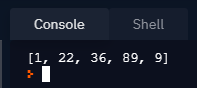 Console Shell
[1, 22, 36, 89, 9]
>